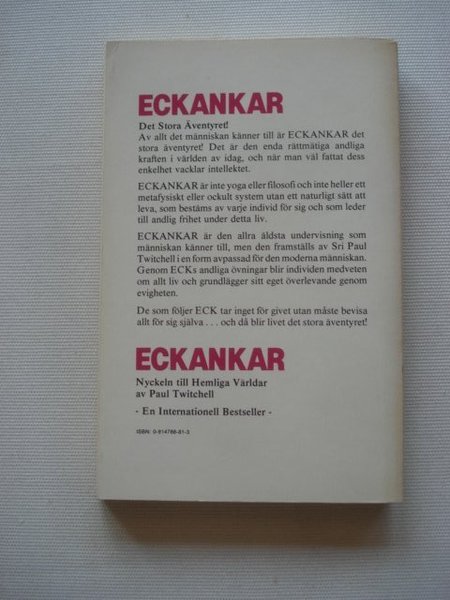 ECKANKAR
Det Stora Äventyret!
Av allt det människan känner till är ECKANKAR det
stora äventyret! Det är den enda rättmätiga andliga
kraften i världen av idag, och när man väl fattat dess
enkelhet vacklar intellektet.
ECKANKAR är inte yoga eller filosofi och inte heller ett
metafysiskt eller ockult system utan ett naturligt sätt att
leva, som bestäms av varje individ för sig och som leder
till andlig frihet under detta liv.
ECKANKAR är den allra äldsta undervisning som
människan känner till, men den framställs av Sri Paul
Twitchell i en form avpassad för den moderna människan.
Genom ECKs andliga övningar blir individen medveten
om allt liv och grundlägger sitt eget överlevande genom
evigheten.
De som följer ECK tar inget för givet utan måste bevisa
allt för sig själva . . . och då blir livet det stora äventyret!
ECKANKAR
Nyckeln till Hemliga Världar
av Paul Twitchell
- En Internationell Bestseller -
ISBN: 0-914766-81-3